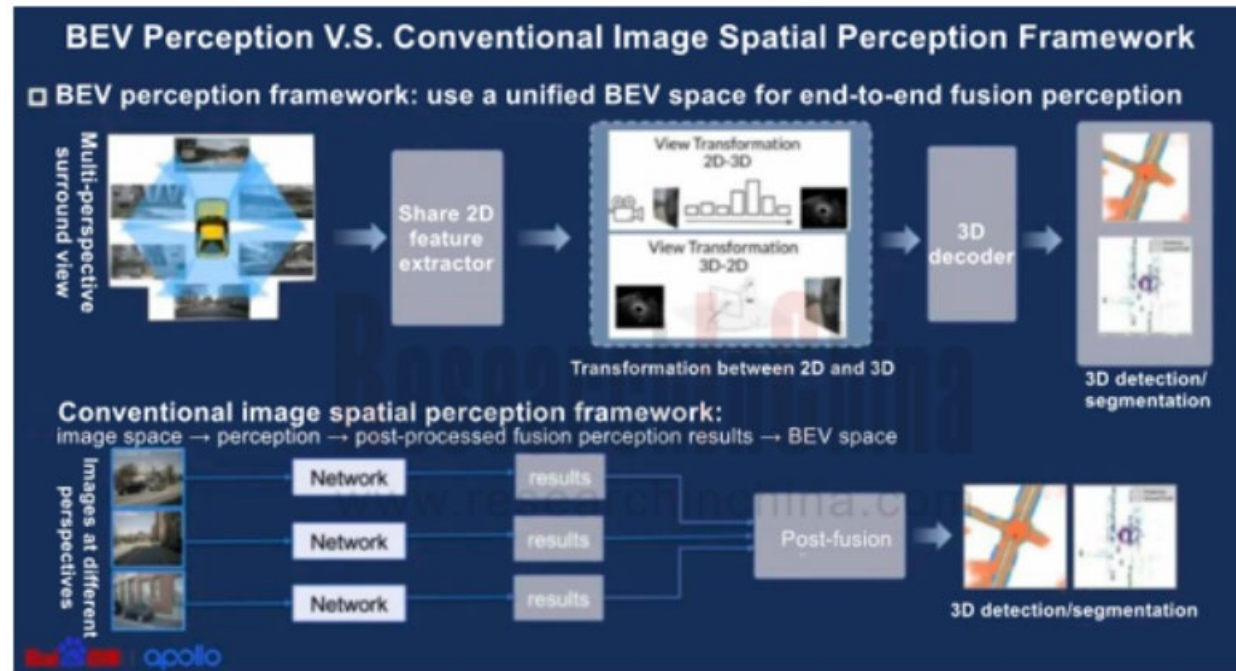 BEV Perception V.S. Conventional Image Spatial Perception Framework
BEV perception framework: use a unified BEV space for end-to-end fusion perception
Multi-perspective
surround view
Share 2D
feature
extractor
View Transformation
2D-3D
View Transformation
3D-2D
Transformation between 2D and 3D
3D
decoder
3D detection/
segmentation
Conventional image spatial perception framework:
image space → perception → post-processed fusion perception results → BEV space
Images at different
perspectives
Network
results
Network
results
Network
results
Post-fusion
3D detection/segmentation
ResearchInChina
www.researchinchina.com
apollo